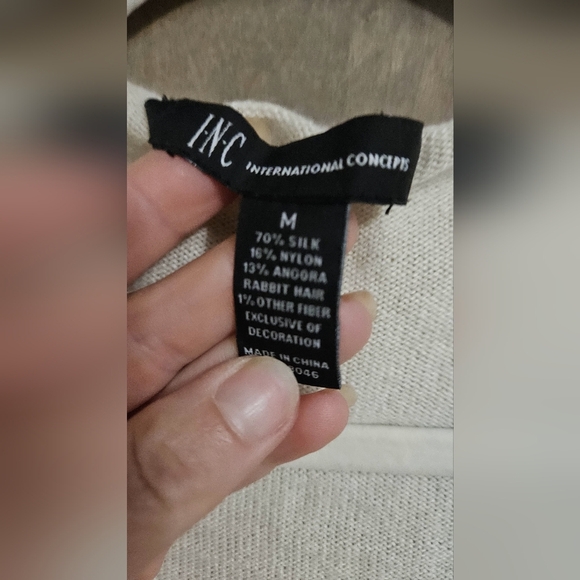 I·N·C INTERNATIONAL CONCEPTS
M
70% SILK
16% NYLON
13% ANGORA
RABBIT HAIR
1% OTHER FIBER
EXCLUSIVE OF
DECORATION
MADE IN CHINA